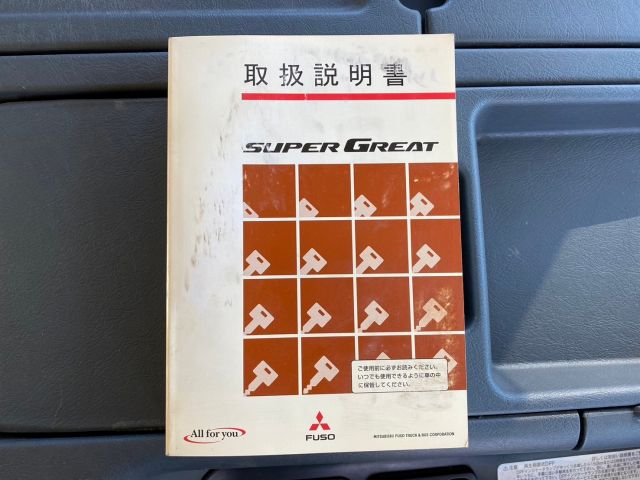 取扱説明書
SUPER GREAT
ご使用前に必ずお読みください。
いつでも使用できるように車の中
に保管してください。
All for you
FUSO
MITSUBISHI FUSO TRUCK & BUS CORPORATION
注意